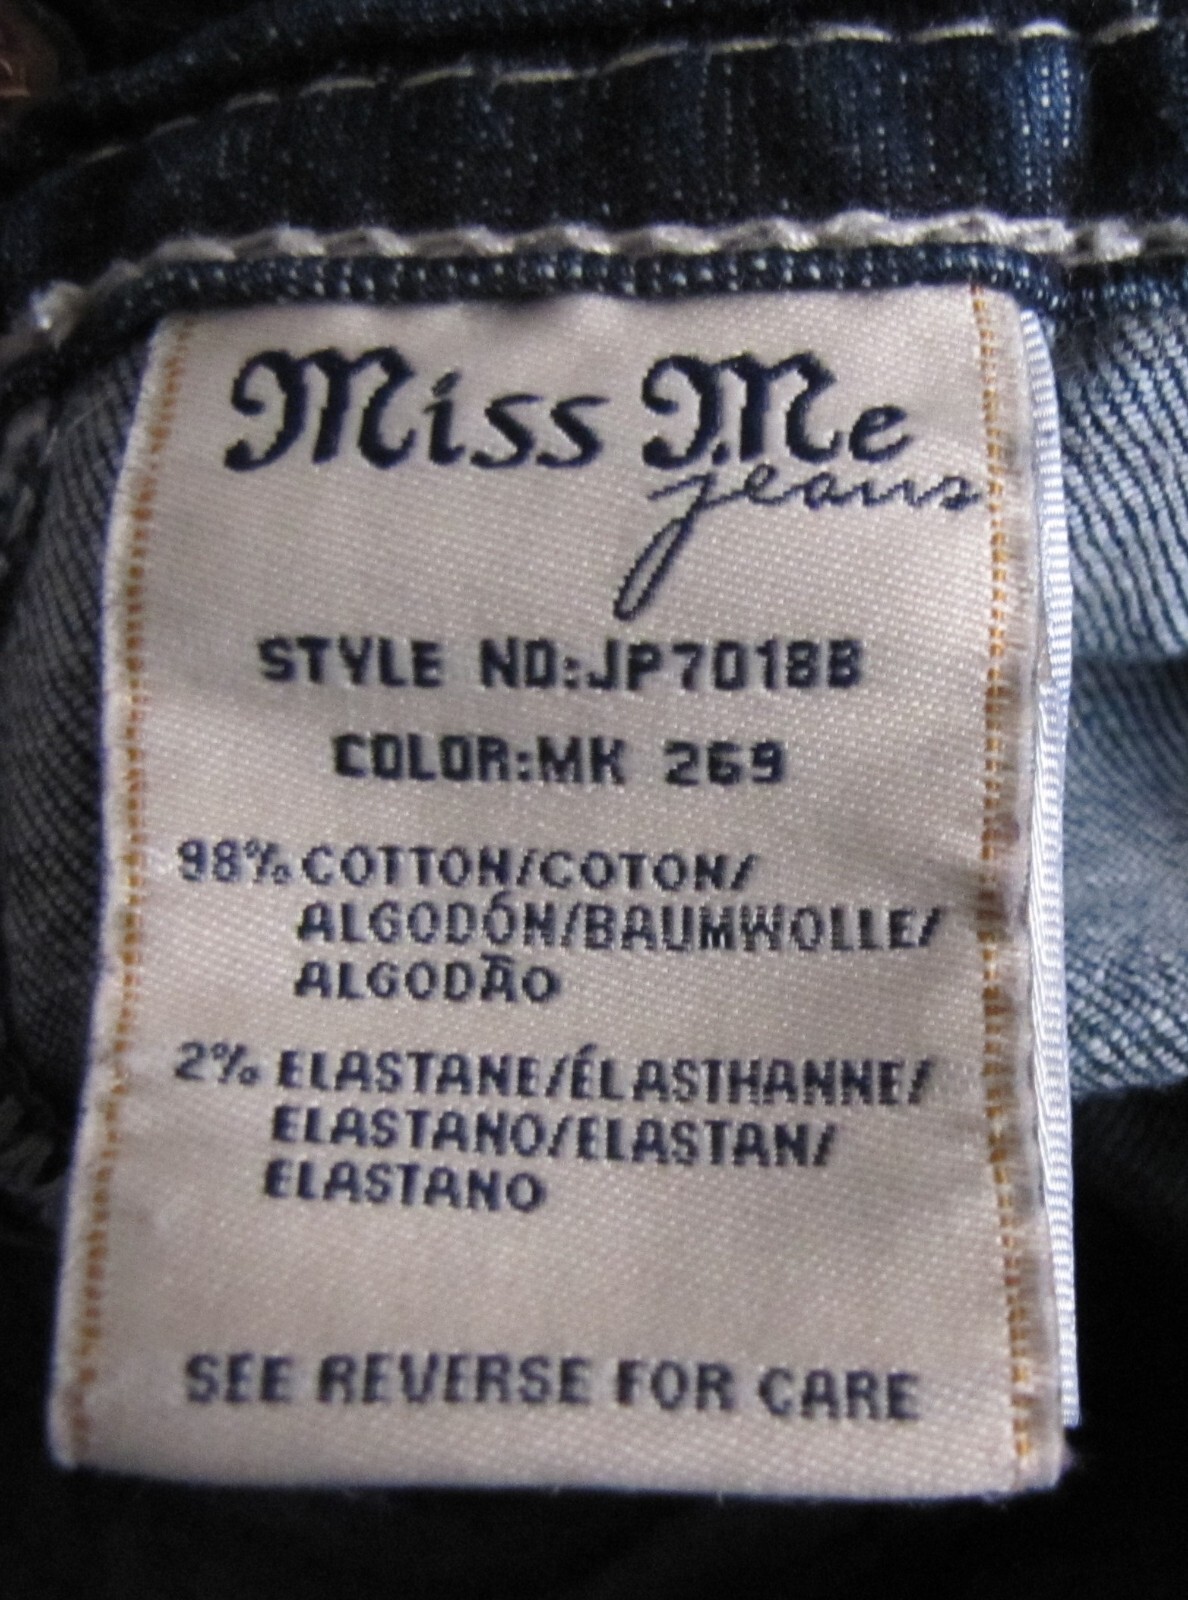 Miss Me
jeans
STYLE NO:JP7018B
COLOR:MK 269
98% COTTON/COTON/
ALGODÓN/BAUMWOLLE/
ALGODÃO
2% ELASTANE/ÉLASTHANNE/
ELASTANO/ELASTAN/
ELASTANO
SEE REVERSE FOR CARE